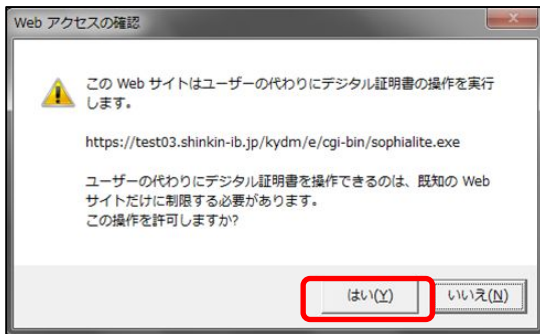 Web アクセスの確認
この Web サイトはユーザーの代わりにデジタル証明書の操作を実行
します。
https://test03.shinkin-ib.jp/kydm/e/cgi-bin/sophialite.exe
ユーザーの代わりにデジタル証明書を操作できるのは、既知の Web
サイトだけに制限する必要があります。
この操作を許可しますか?
はい(Y) いいえ(N)